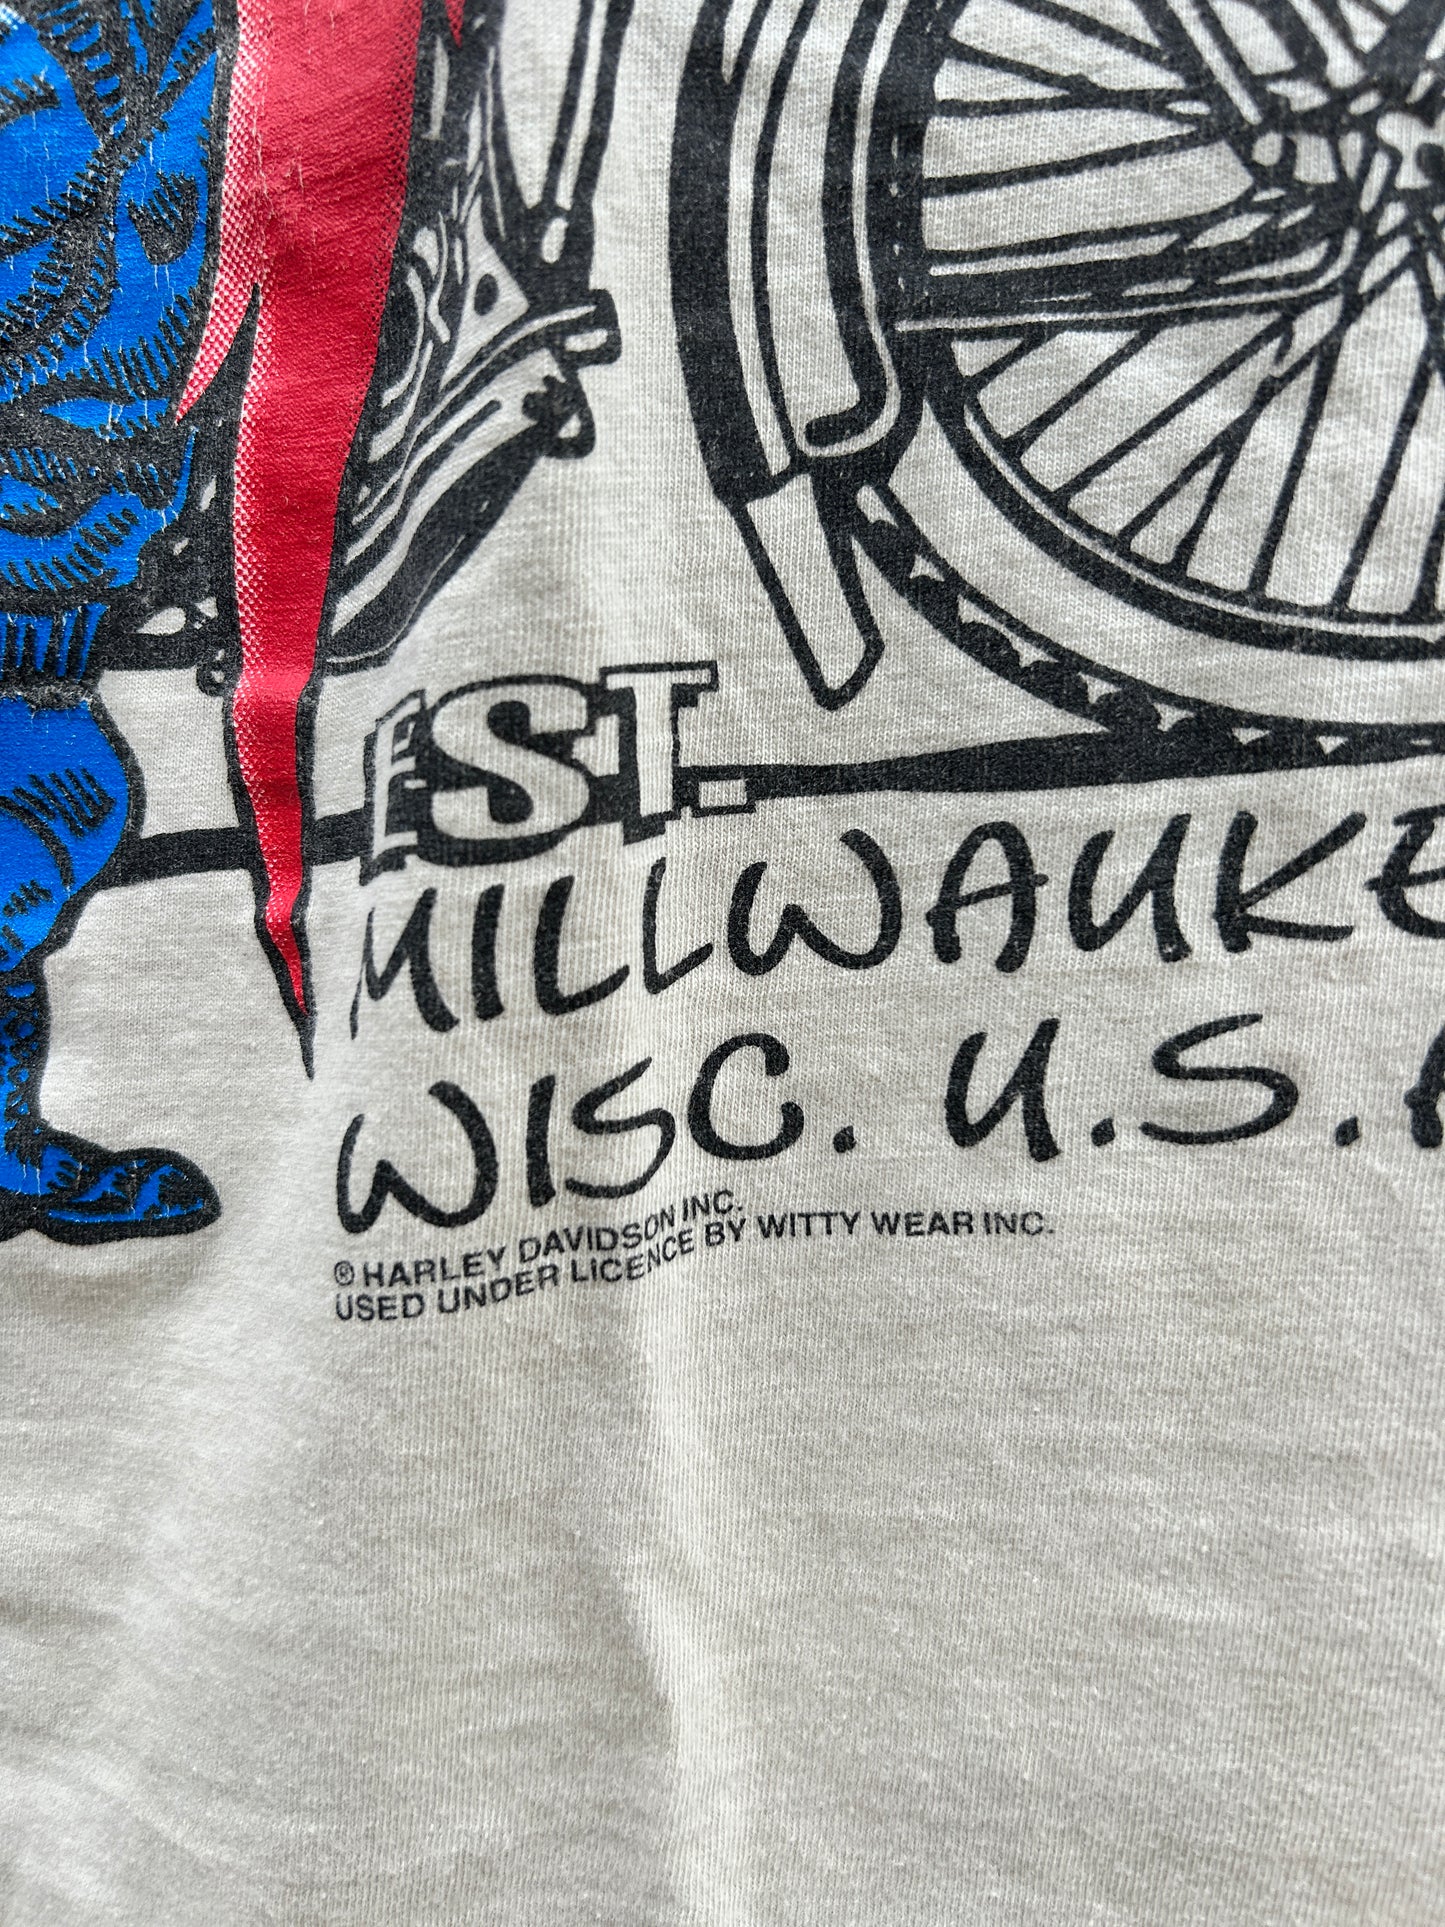 EST.
MILLWAUKE
WISC. U.S.
® HARLEY DAVIDSON INC.
USED UNDER LICENCE BY WITTY WEAR INC.